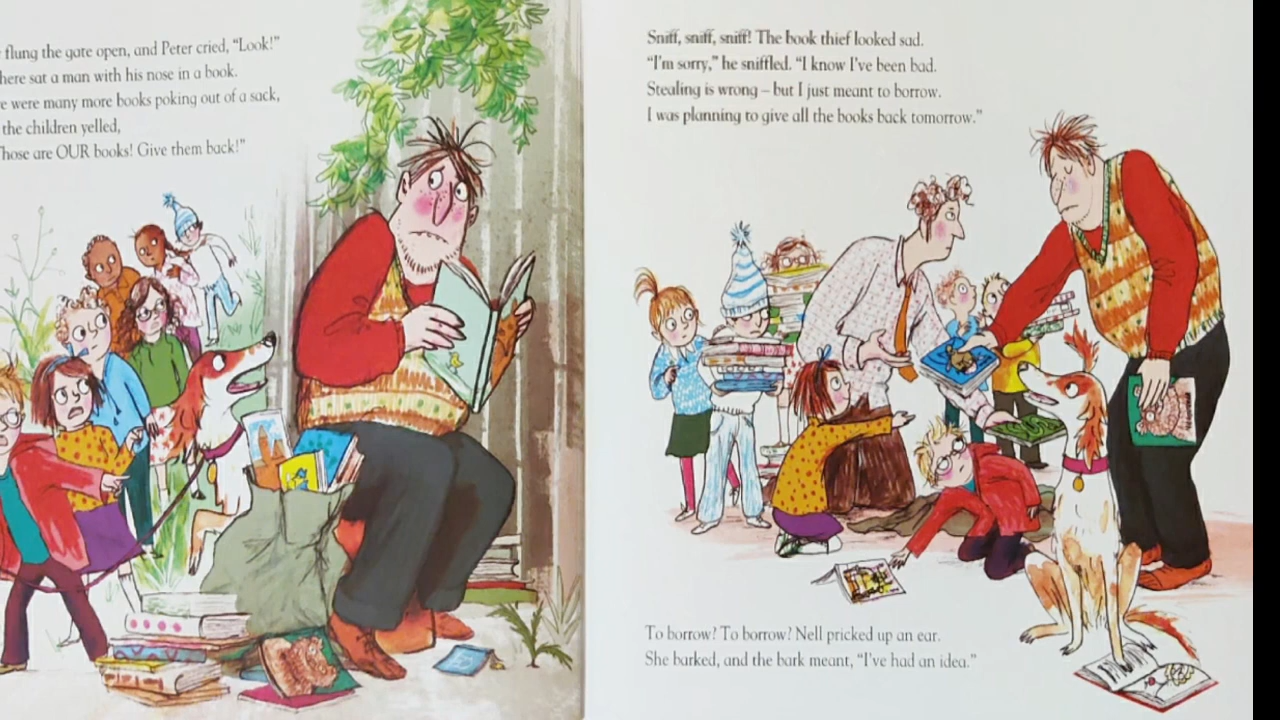 flung the gate open, and Peter cried, “Look!”
here sat a man with his nose in a book.
e were many more books poking out of a sack,
the children yelled,
hose are OUR books! Give them back!”
Sniff, sniff, sniff! The book thief looked sad.
“I’m sorry,” he sniffled. “I know I’ve been bad.
Stealing is wrong – but I just meant to borrow.
I was planning to give all the books back tomorrow.”
To borrow? To borrow? Nell pricked up an ear.
She barked, and the bark meant, “I’ve had an idea.”